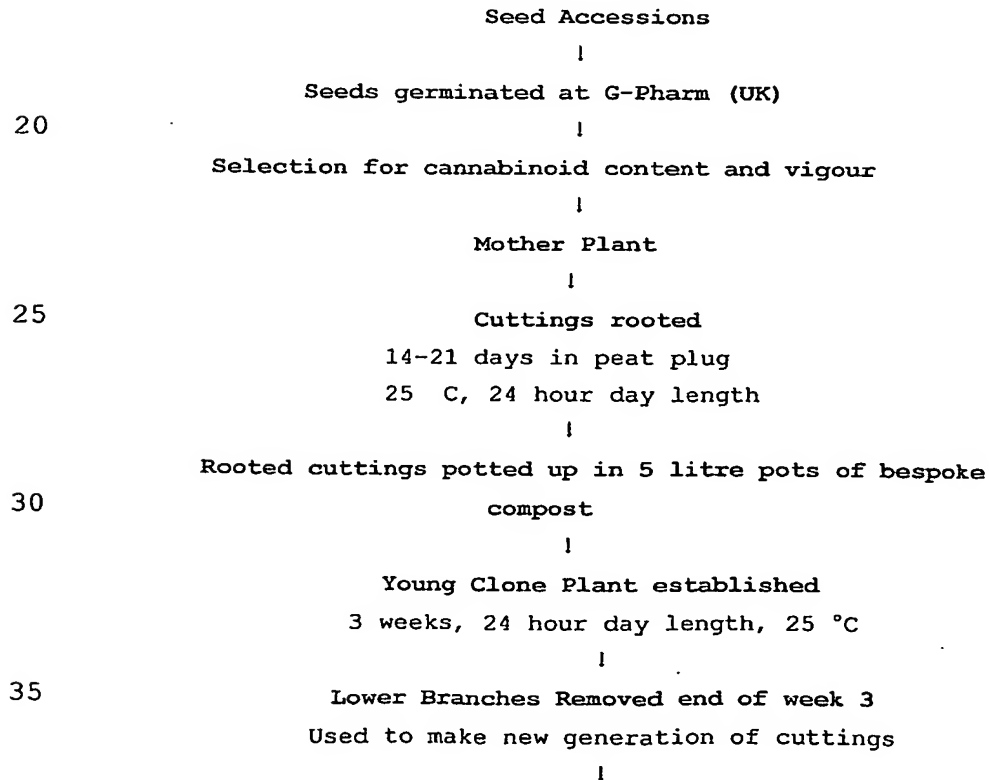 Seed Accessions
↓
Seeds germinated at G-Pharm (UK)
20
↓
Selection for cannabinoid content and vigour
↓
Mother Plant
↓
25 Cuttings rooted
14-21 days in peat plug
25 C, 24 hour day length
↓
Rooted cuttings potted up in 5 litre pots of bespoke
30 compost
↓
Young Clone Plant established
3 weeks, 24 hour day length, 25 °C
↓
35 Lower Branches Removed end of week 3
Used to make new generation of cuttings
↓